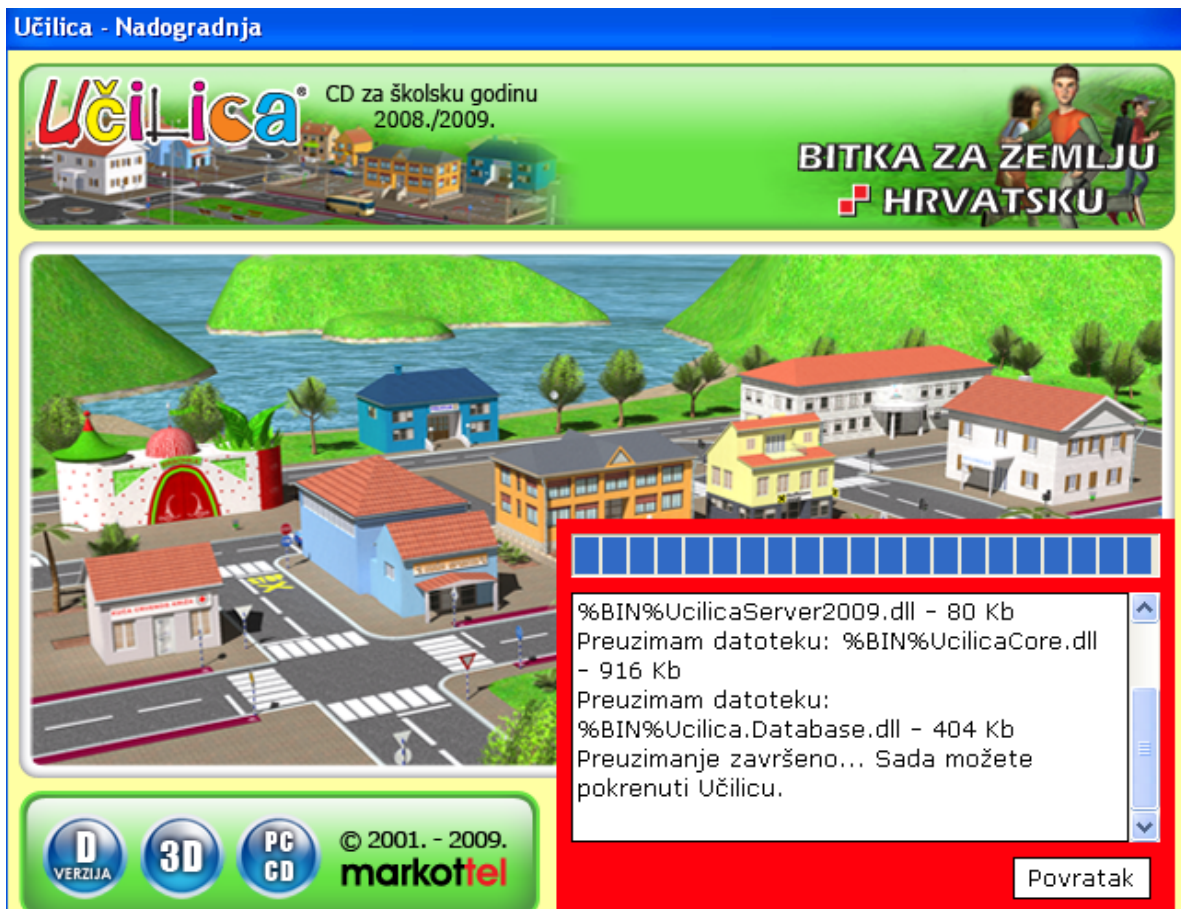 Učilica - Nadogradnja
Učilica®
CD za školsku godinu
2008./2009.
BITKA ZA ZEMLJU
HRVATSKU
STOP
%BIN%UcilicaServer2009.dll - 80 Kb
Preuzimam datoteku: %BIN%UcilicaCore.dll
- 916 Kb
Preuzimam datoteku:
%BIN%Ucilica.Database.dll - 404 Kb
Preuzimanje završeno... Sada možete
pokrenuti Učilicu.
D
VERZIJA
3D
PC
CD
© 2001. - 2009.
markottel
Povratak